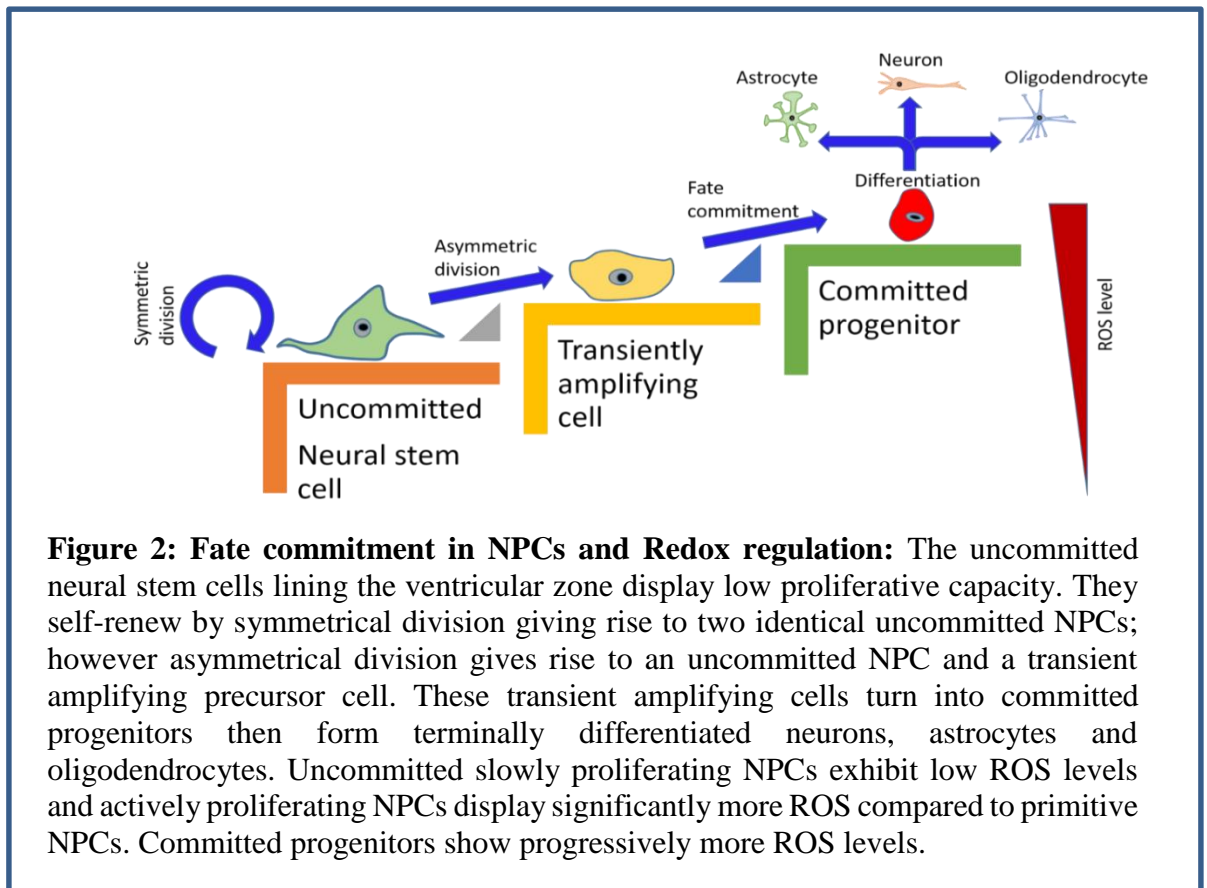 Neuron
Astrocyte
Oligodendrocyte
Differentiation
Fate
commitment
Asymmetric
division
Symmetric
division
Committed
progenitor
Transiently
amplifying
cell
Uncommitted
Neural stem
cell
ROS level
Figure 2: Fate commitment in NPCs and Redox regulation: The uncommitted
neural stem cells lining the ventricular zone display low proliferative capacity. They
self-renew by symmetrical division giving rise to two identical uncommitted NPCs;
however asymmetrical division gives rise to an uncommitted NPC and a transient
amplifying precursor cell. These transient amplifying cells turn into committed
progenitors then form terminally differentiated neurons, astrocytes and
oligodendrocytes. Uncommitted slowly proliferating NPCs exhibit low ROS levels
and actively proliferating NPCs display significantly more ROS compared to primitive
NPCs. Committed progenitors show progressively more ROS levels.